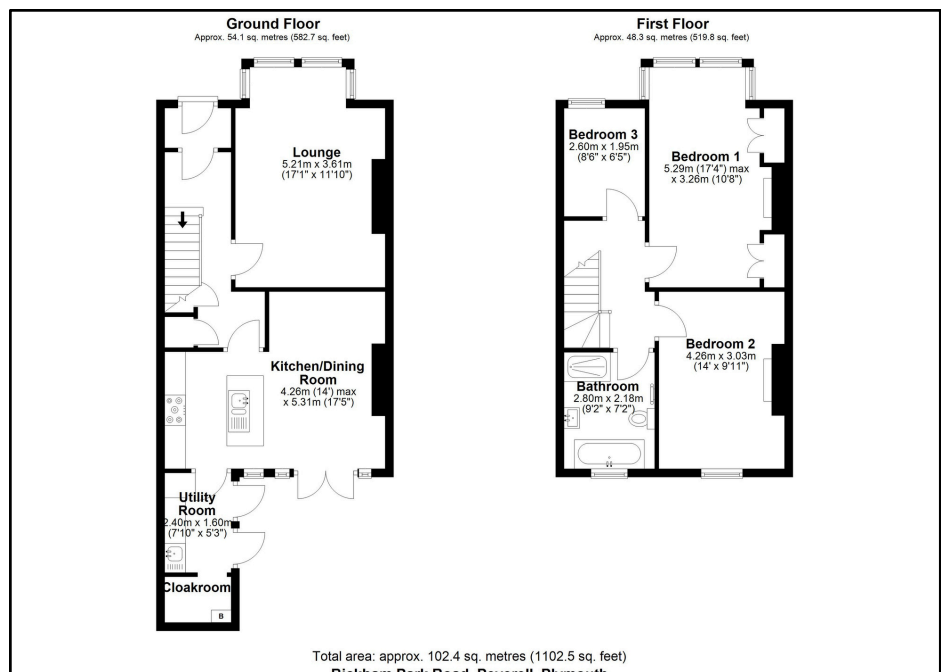 Ground Floor
Approx. 54.1 sq. metres (582.7 sq. feet)
First Floor
Approx. 48.3 sq. metres (519.8 sq. feet)
Lounge
5.21m x 3.61m
(17'1" x 11'10")
Bedroom 3
2.60m x 1.95m
(8'6" x 6'5")
Bedroom 1
5.29m (17'4") max
x 3.26m (10'8")
Kitchen/Dining
Room
4.26m (14') max
x 5.31m (17'5")
Bedroom 2
4.26m x 3.03m
(14' x 9'11")
Bathroom
2.80m x 2.18m
(9'2" x 7'2")
Utility
Room
2.40m x 1.60m
(7'10" x 5'3")
Cloakroom
B
Total area: approx. 102.4 sq. metres (1102.5 sq. feet)
Bickham Park Road, Peverell, Plymouth